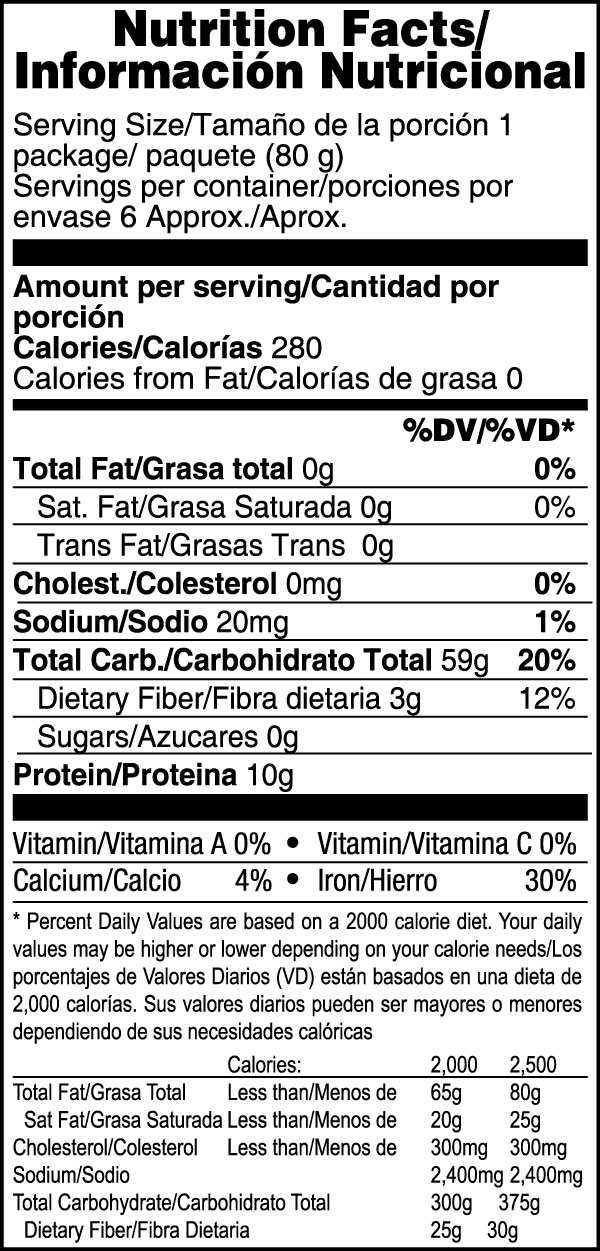 Nutrition Facts/
Información Nutricional
Serving Size/Tamaño de la porción 1
package/ paquete (80 g)
Servings per container/porciones por
envase 6 Approx./Aprox.
Amount per serving/Cantidad por
porción
Calories/Calorías 280
Calories from Fat/Calorías de grasa 0
%DV/%VD*
Total Fat/Grasa total 0g 0%
Sat. Fat/Grasa Saturada 0g 0%
Trans Fat/Grasas Trans 0g
Cholest./Colesterol 0mg 0%
Sodium/Sodio 20mg 1%
Total Carb./Carbohidrato Total 59g 20%
Dietary Fiber/Fibra dietaria 3g 12%
Sugars/Azucares 0g
Protein/Proteina 10g
Vitamin/Vitamina A 0% • Vitamin/Vitamina C 0%
Calcium/Calcio 4% • Iron/Hierro 30%
* Percent Daily Values are based on a 2000 calorie diet. Your daily
values may be higher or lower depending on your calorie needs/Los
porcentajes de Valores Diarios (VD) están basados en una dieta de
2,000 calorías. Sus valores diarios pueden ser mayores o menores
dependiendo de sus necesidades calóricas
Calories: 2,000 2,500
Total Fat/Grasa Total Less than/Menos de 65g 80g
Sat Fat/Grasa Saturada Less than/Menos de 20g 25g
Cholesterol/Colesterol Less than/Menos de 300mg 300mg
Sodium/Sodio 2,400mg 2,400mg
Total Carbohydrate/Carbohidrato Total 300g 375g
Dietary Fiber/Fibra Dietaria 25g 30g